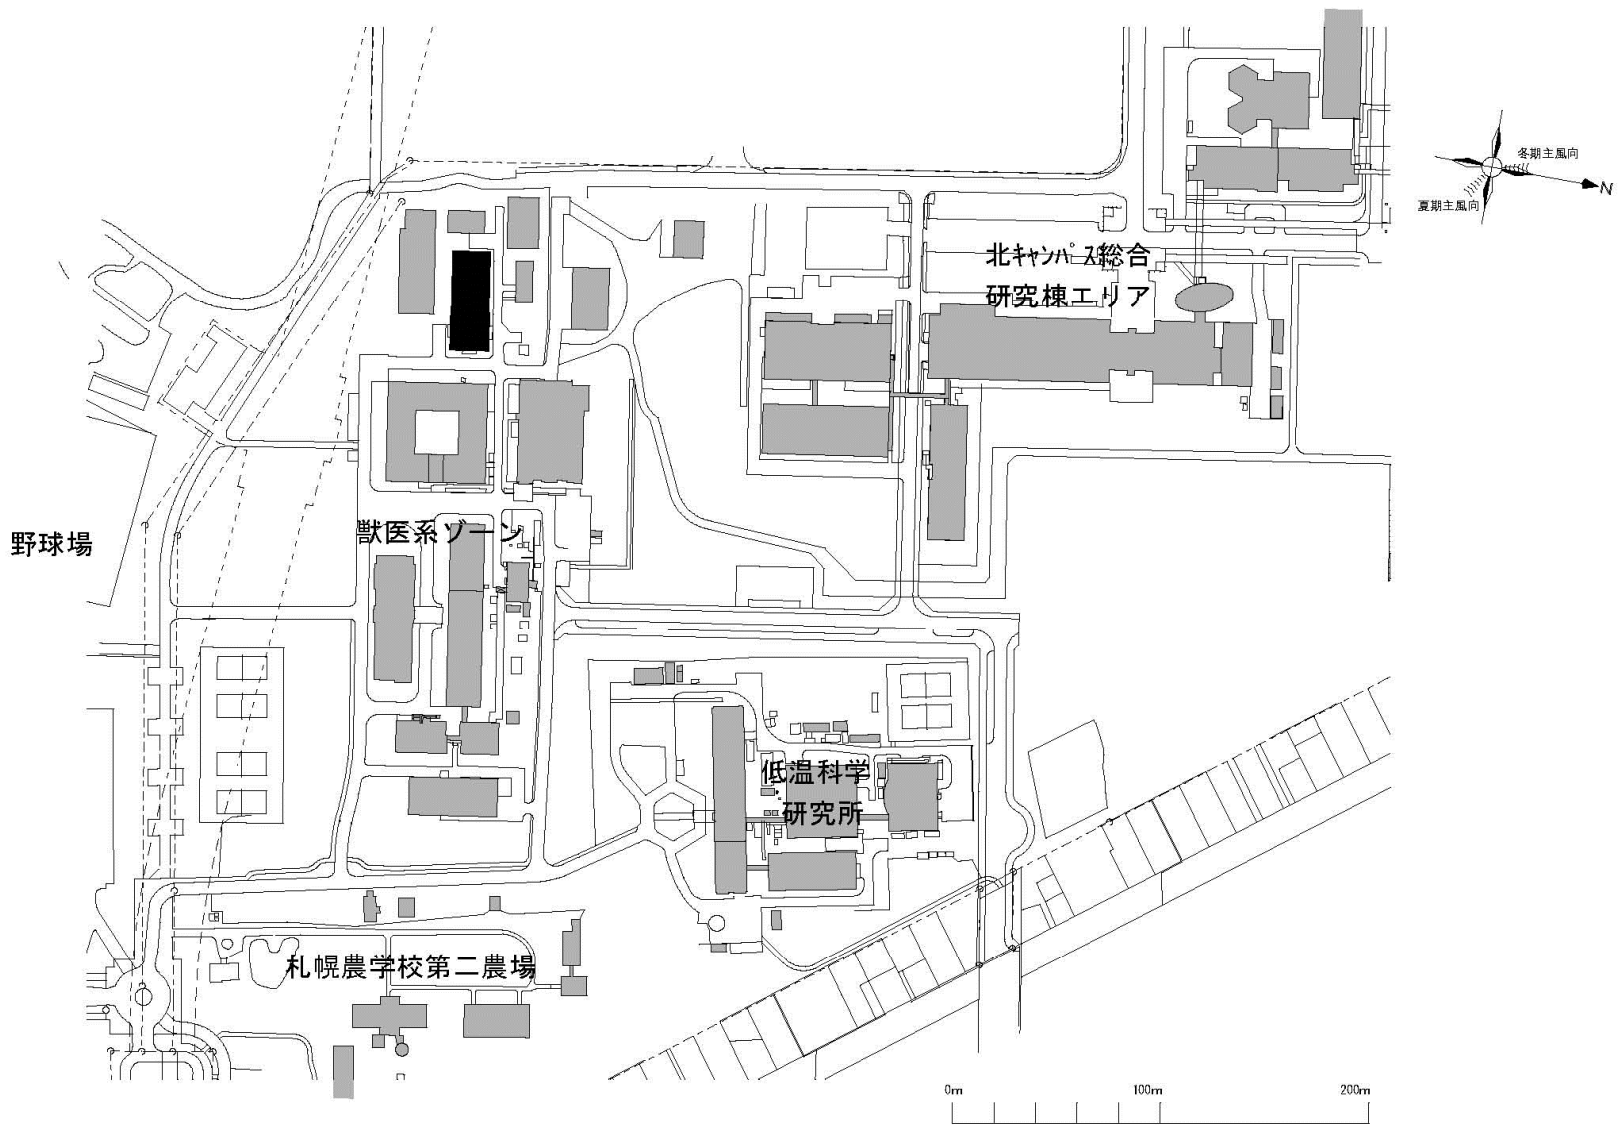 冬期主風向
N
夏期主風向
北キャンパス総合
研究棟エリア
獣医系ゾーン
野球場
低温科学
研究所
札幌農学校第二農場
0m 100m 200m